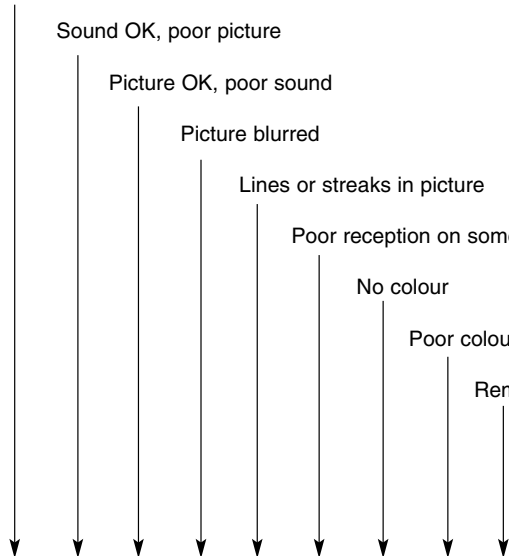 Sound OK, poor picture
Picture OK, poor sound
Picture blurred
Lines or streaks in picture
Poor reception on some
No colour
Poor colou
Rem